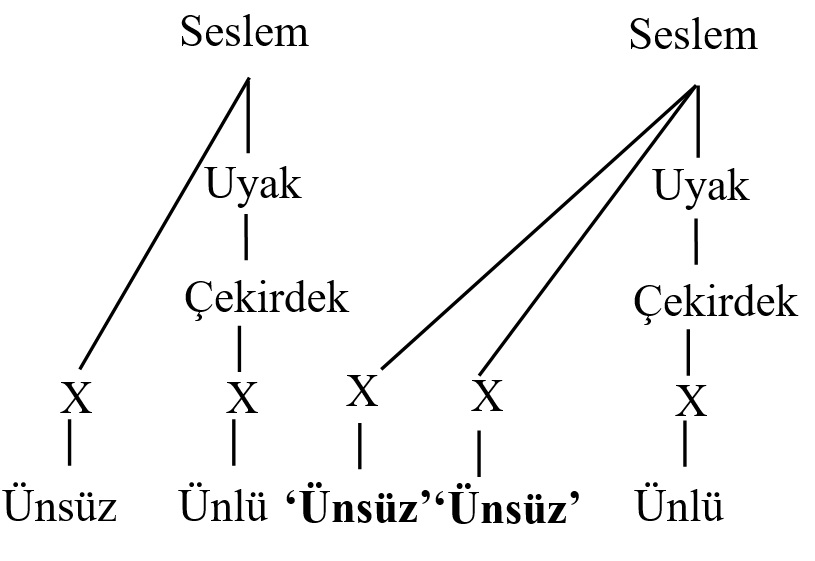 Seslem Seslem
Uyak Uyak
Çekirdek Çekirdek
X X X X X
Ünsüz Ünlü ‘Ünsüz’‘Ünsüz’ Ünlü